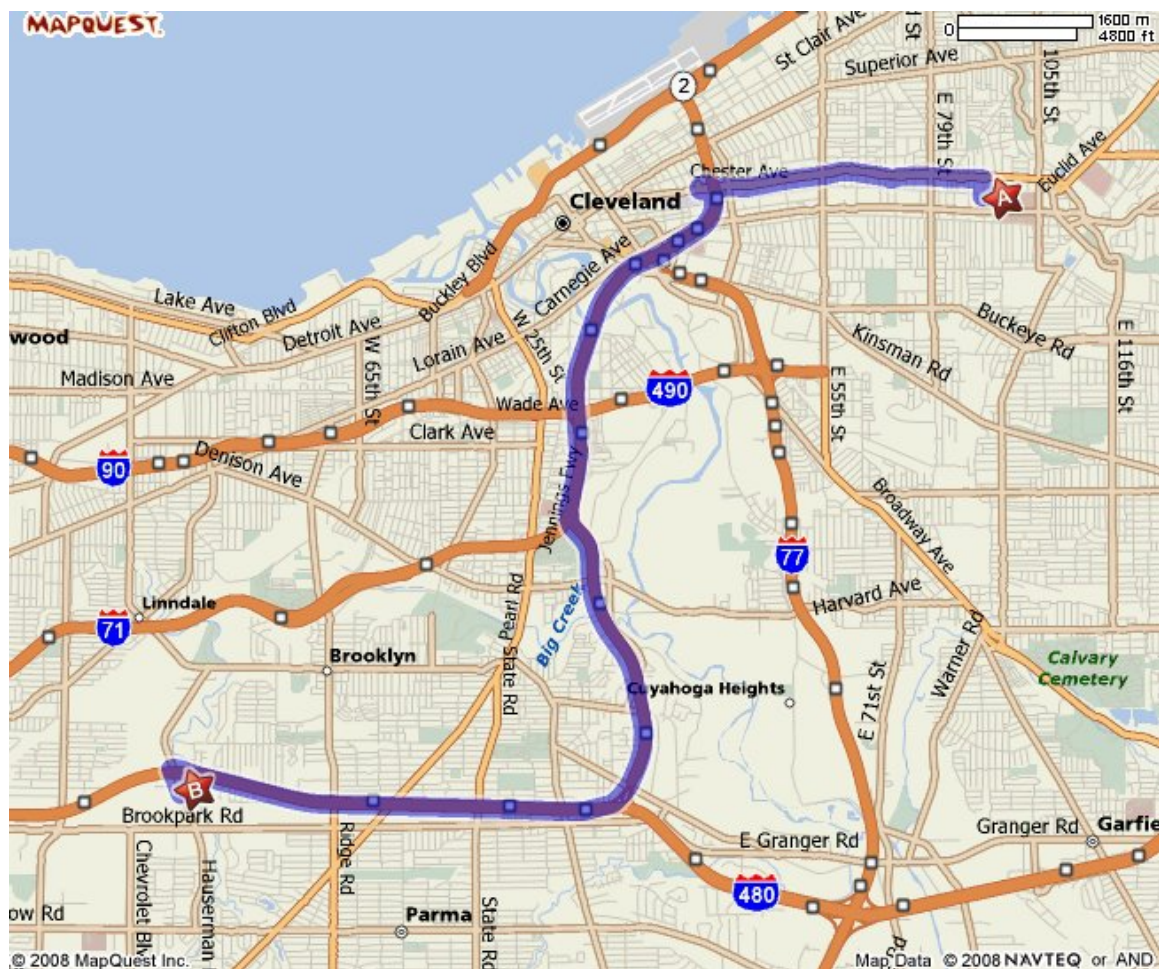 MAPQUEST.
1600 m
0
4800 ft
St Clair Ave
Superior Ave
2
105th St
E 79th St
Euclid Ave
Chester Ave
A
Cleveland
Carnegie Ave
Buckley Blvd
Lake Ave
Clifton Blvd
Detroit Ave
wood
Lorain Ave
W 25th St
W 65th St
Madison Ave
Buckeye Rd
Kinsman Rd
E 116th St
490
E 55th St
Wade Ave
Clark Ave
90
Denison Ave
Jennings Fwy
Broadway Ave
77
Harvard Ave
Linndale
71
Big Creek
Pearl Rd
State Rd
Brooklyn
Warner Rd
Calvary
Cemetery
Cuyahoga Heights
E 71st St
B
Brookpark Rd
Ridge Rd
E Granger Rd
Granger Rd
Garfie
Chevrolet Blv
Hauserman
480
ow Rd
Parma
State Rd
Rd
© 2008 MapQuest Inc.
Map Data © 2008 NAVTEQ or AND